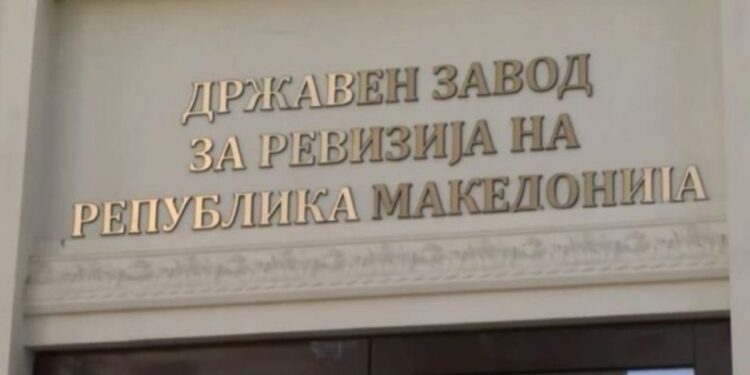 ДРЖАВЕН ЗАВОД
ЗА РЕВИЗИЈА НА
РЕПУБЛИКА МАКЕДОНИЈА